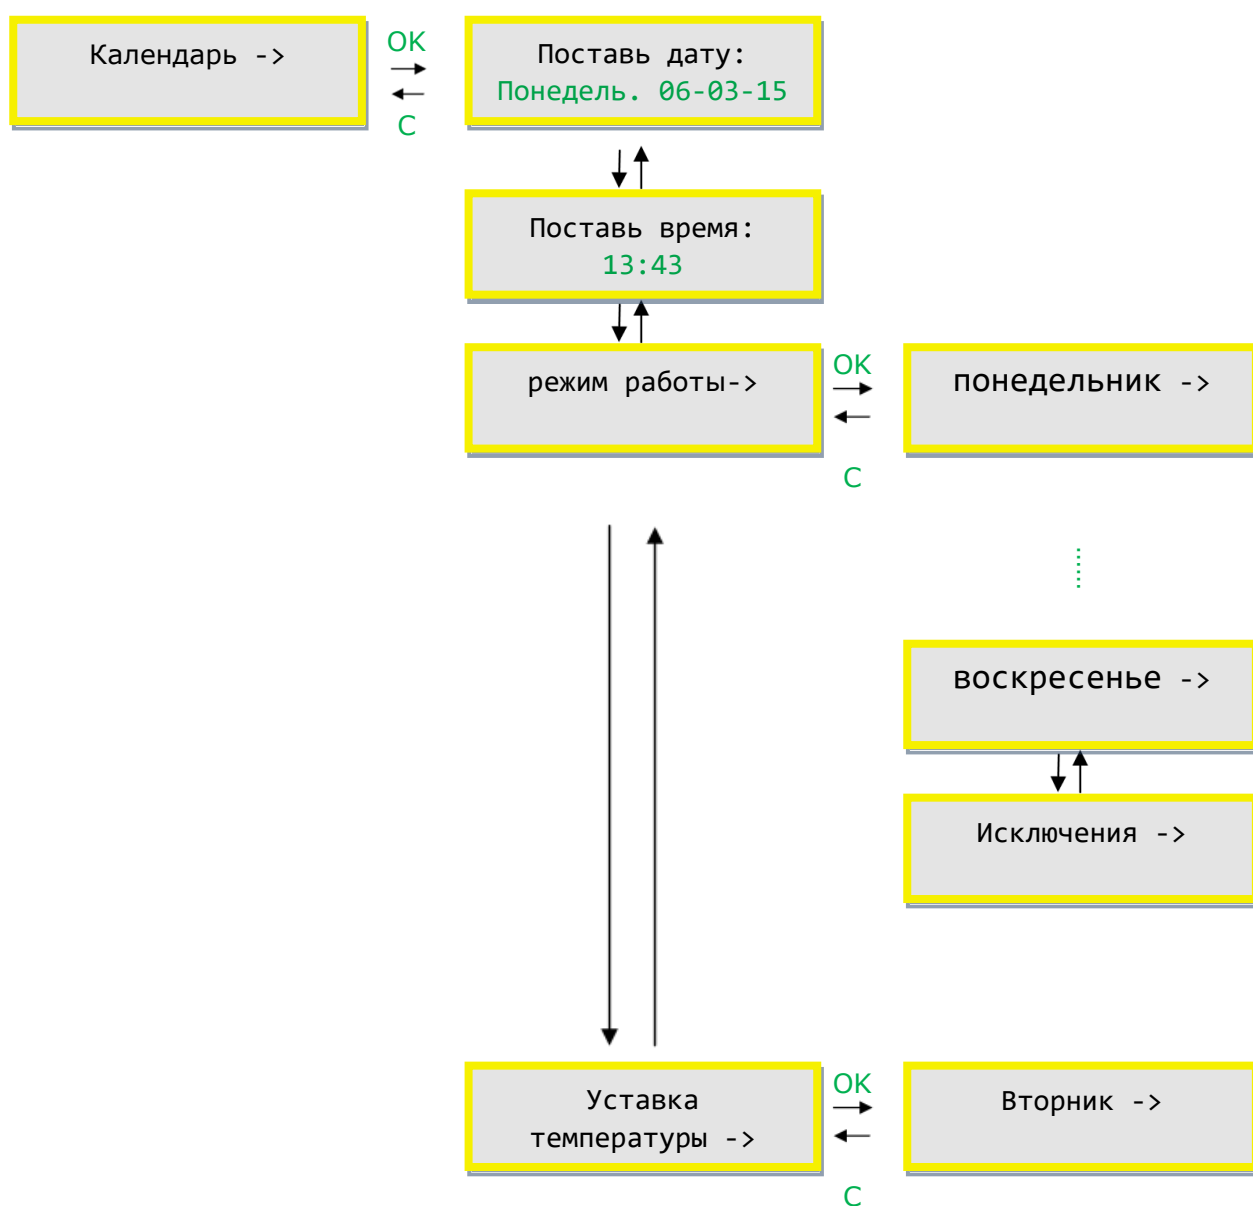 Календарь ->
OK
C
Поставь дату:
Понедель. 06-03-15
Поставь время:
13:43
режим работы->
OK
C
понедельник ->
воскресенье ->
Исключения ->
Уставка
температуры ->
OK
C
Вторник ->